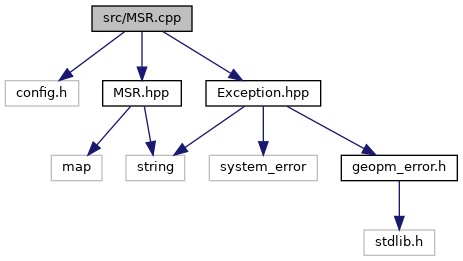 src/MSR.cpp
config.h
MSR.hpp
Exception.hpp
map
string
system_error
geopm_error.h
stdlib.h